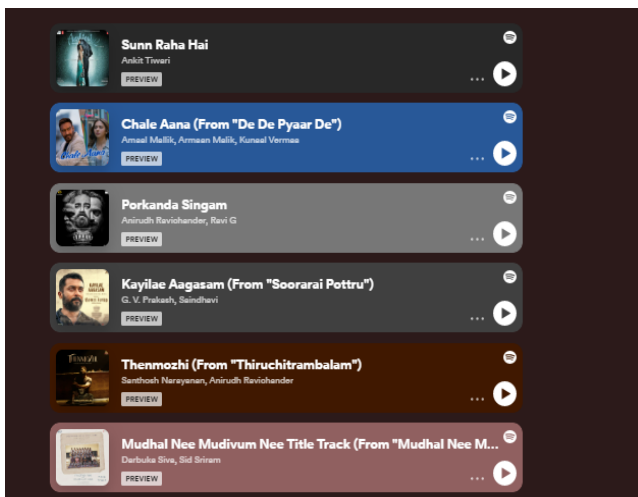 Sunn Raha Hai
Ankit Tiwari
PREVIEW
Chale Aana (From "De De Pyaar De")
Amaal Mallik, Armaan Malik, Kunaal Vermaa
PREVIEW
Porkanda Singam
Anirudh Ravichander, Ravi G
PREVIEW
Kayilae Aagasam (From "Soorarai Pottru")
G. V. Prakash, Saindhavi
PREVIEW
Thenmozhi (From "Thiruchitrambalam")
Santhosh Narayanan, Anirudh Ravichander
PREVIEW
Mudhal Nee Mudivum Nee Title Track (From "Mudhal Nee M...
Darbuka Siva, Sid Sriram
PREVIEW